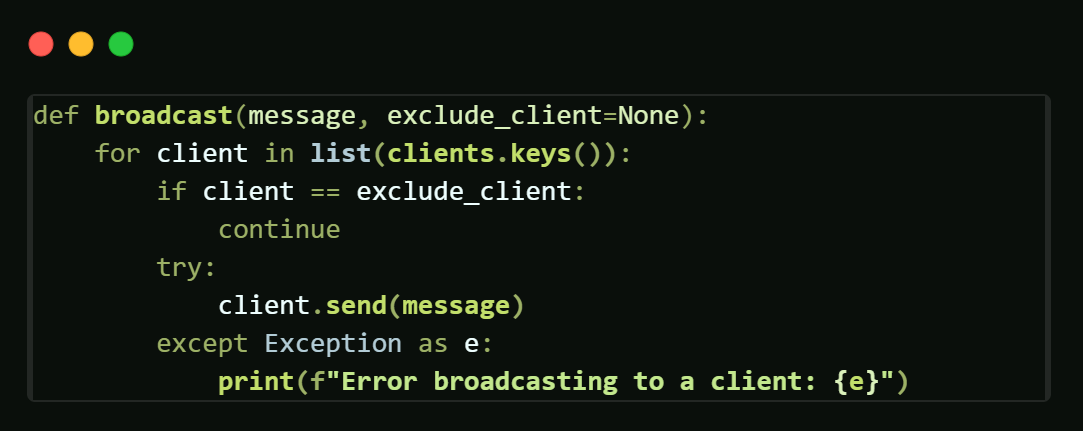 def broadcast(message, exclude_client=None):
    for client in list(clients.keys()):
        if client == exclude_client:
            continue
        try:
            client.send(message)
        except Exception as e:
            print(f"Error broadcasting to a client: {e}")